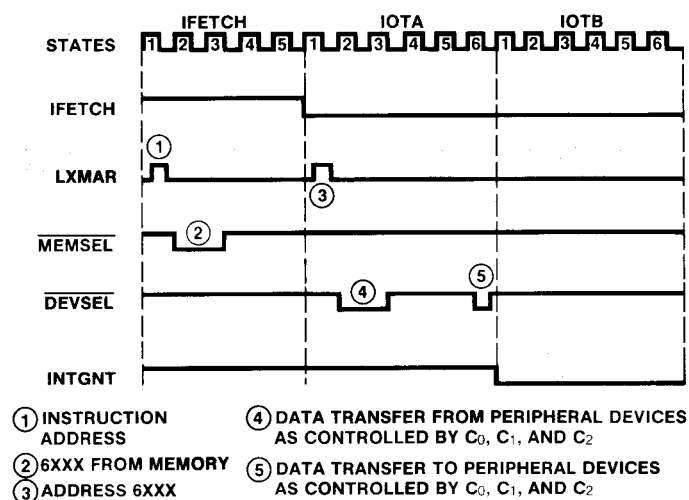 IFETCH IOTA IOTB
STATES 1 2 3 4 5 1 2 3 4 5 6 1 2 3 4 5 6
IFETCH
1
LXMAR
3
MEMSEL 2
DEVSEL 4 5
INTGNT
1 INSTRUCTION
ADDRESS
2 6XXX FROM MEMORY
3 ADDRESS 6XXX
4 DATA TRANSFER FROM PERIPHERAL DEVICES
AS CONTROLLED BY C0, C1, AND C2
5 DATA TRANSFER TO PERIPHERAL DEVICES
AS CONTROLLED BY C0, C1, AND C2